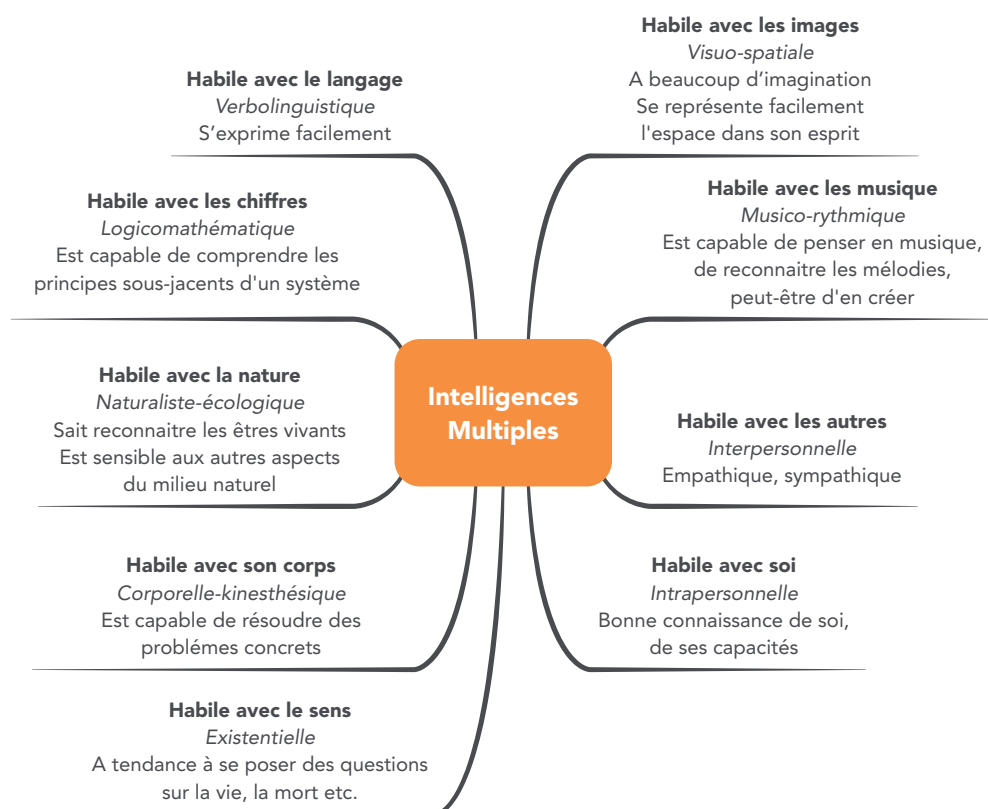 Habile avec les images
Visuo-spatiale
A beaucoup d’imagination
Se représente facilement
l'espace dans son esprit
Habile avec le langage
Verbolinguistique
S’exprime facilement
Habile avec les chiffres
Logicomathématique
Est capable de comprendre les
principes sous-jacents d'un système
Habile avec les musique
Musico-rythmique
Est capable de penser en musique,
de reconnaitre les mélodies,
peut-être d'en créer
Intelligences
Multiples
Habile avec la nature
Naturaliste-écologique
Sait reconnaitre les êtres vivants
Est sensible aux autres aspects
du milieu naturel
Habile avec les autres
Interpersonnelle
Empathique, sympathique
Habile avec son corps
Corporelle-kinesthésique
Est capable de résoudre des
problémes concrets
Habile avec soi
Intrapersonnelle
Bonne connaissance de soi,
de ses capacités
Habile avec le sens
Existentielle
A tendance à se poser des questions
sur la vie, la mort etc.